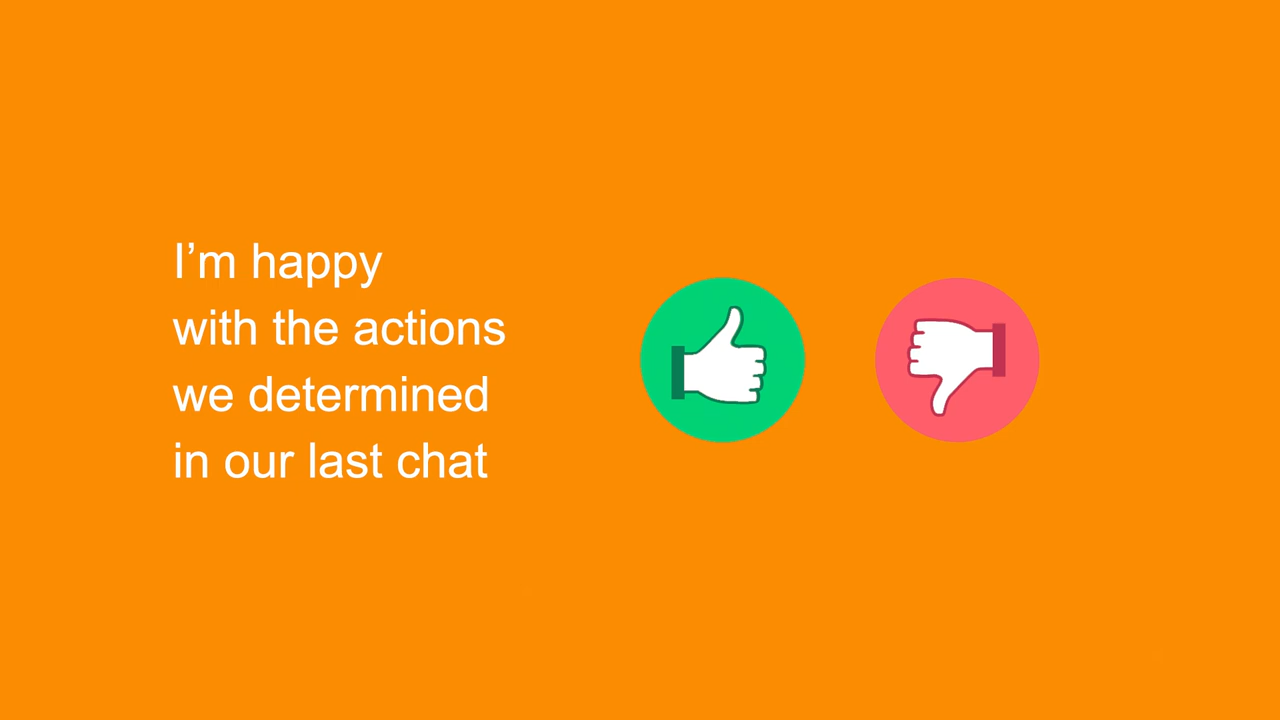 I’m happy
with the actions
we determined
in our last chat